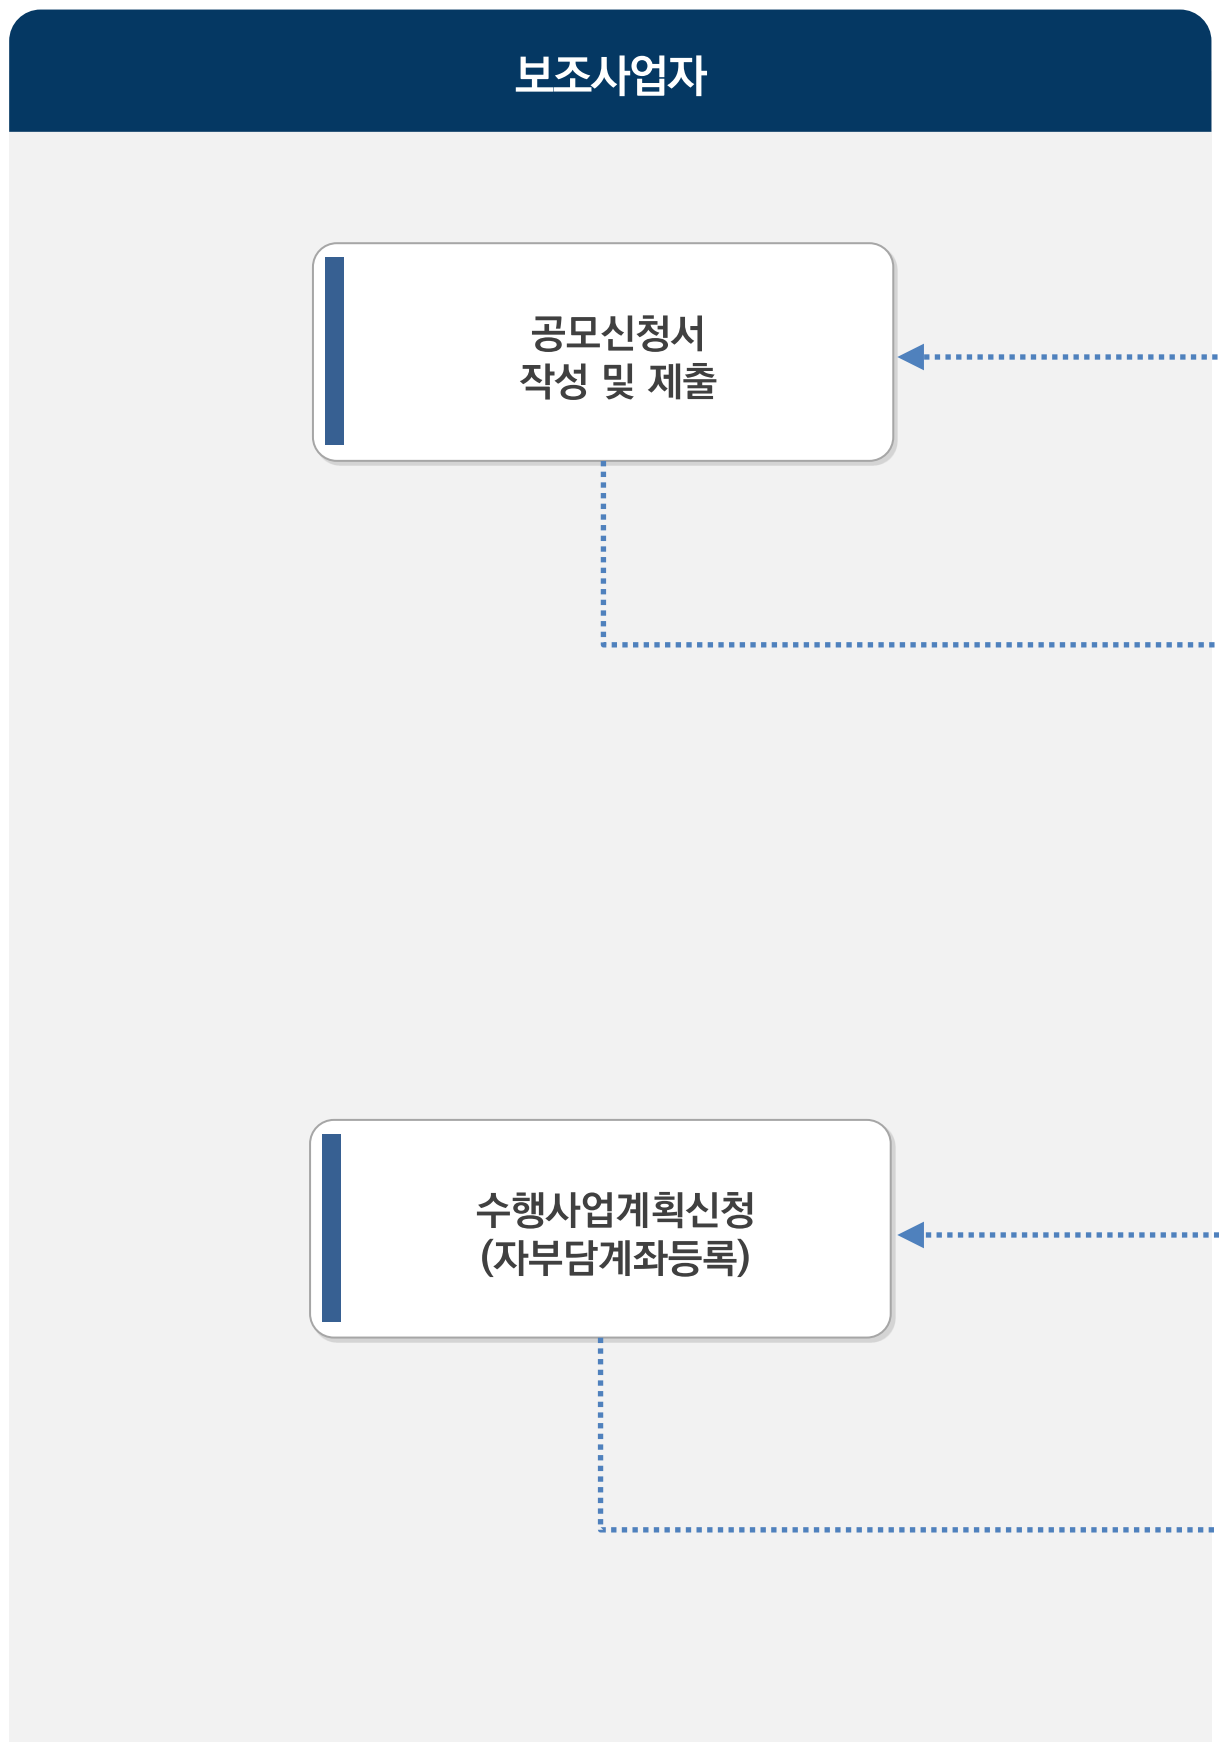 보조사업자
공모신청서
작성 및 제출
수행사업계획신청
(자부담계좌등록)